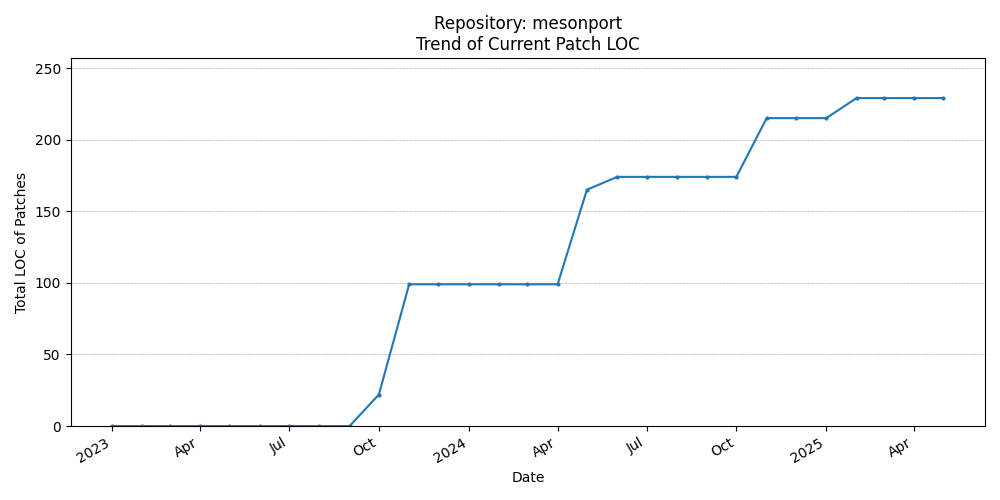 Repository: mesonport
Trend of Current Patch LOC
250
200
150
100
50
0
Total LOC of Patches
2023
Apr
Jul
Oct
2024
Apr
Jul
Oct
2025
Apr
Date